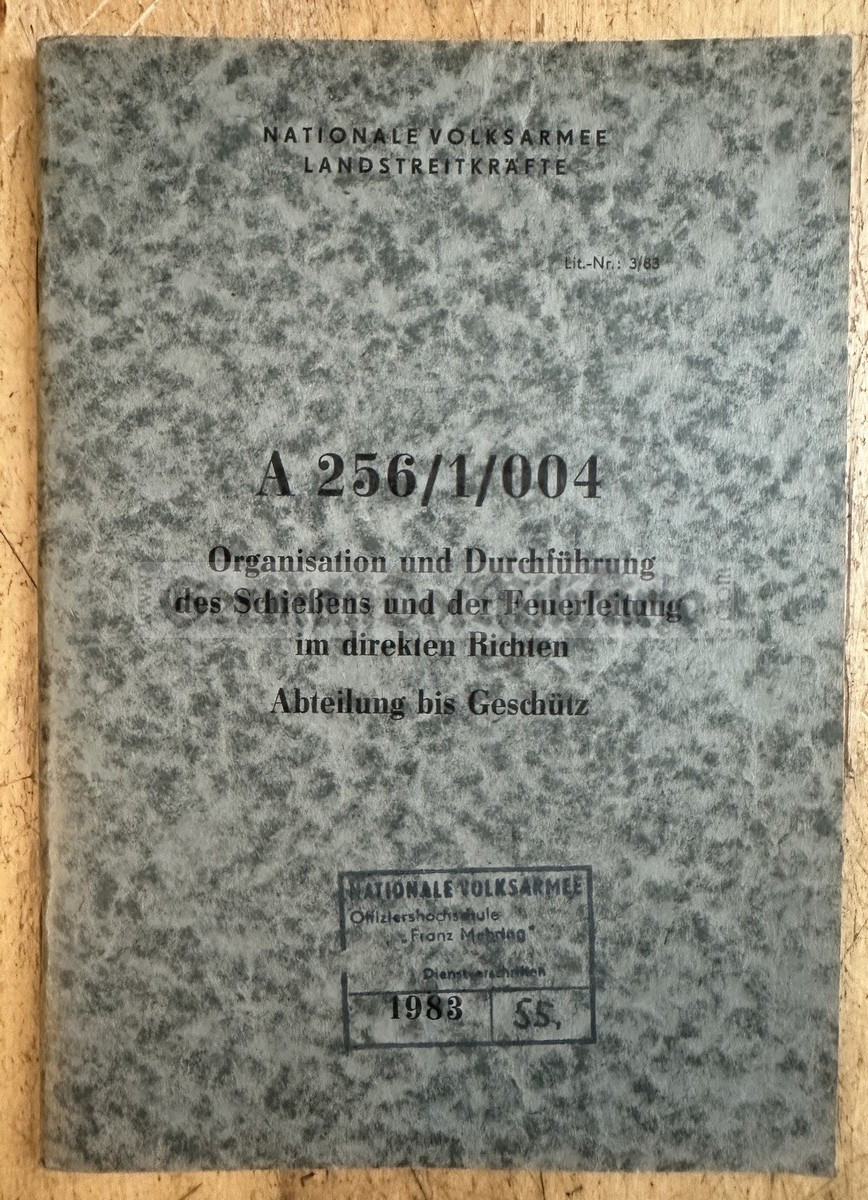 NATIONALE VOLKSARMEE
LANDSTREITKRÄFTE
Lit.-Nr.: 3/83
A 256/1/004
Organisation und Durchführung
des Schießens und der Feuerleitung
im direkten Richten
Abteilung bis Geschütz
NATIONALE VOLKSARMEE
Offiziershochschule
„Franz Mehring"
Dienstvorschriften
1983
55.